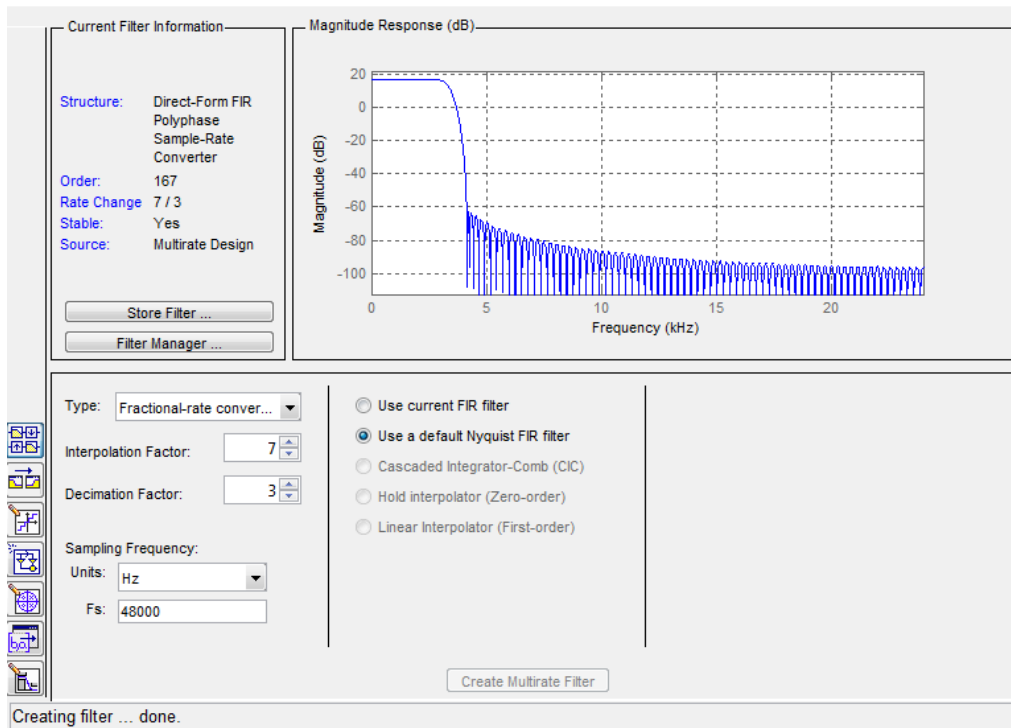 Current Filter Information
Structure: Direct-Form FIR
Polyphase
Sample-Rate
Converter
Order: 167
Rate Change 7 / 3
Stable: Yes
Source: Multirate Design
Store Filter ...
Filter Manager ...
Magnitude Response (dB)
Magnitude (dB)
20
0
-20
-40
-60
-80
-100
0 5 10 15 20
Frequency (kHz)
Type: Fractional-rate conver...
Interpolation Factor: 7
Decimation Factor: 3
Sampling Frequency:
Units: Hz
Fs: 48000
Use current FIR filter
Use a default Nyquist FIR filter
Cascaded Integrator-Comb (CIC)
Hold interpolator (Zero-order)
Linear Interpolator (First-order)
Create Multirate Filter
Creating filter ... done.